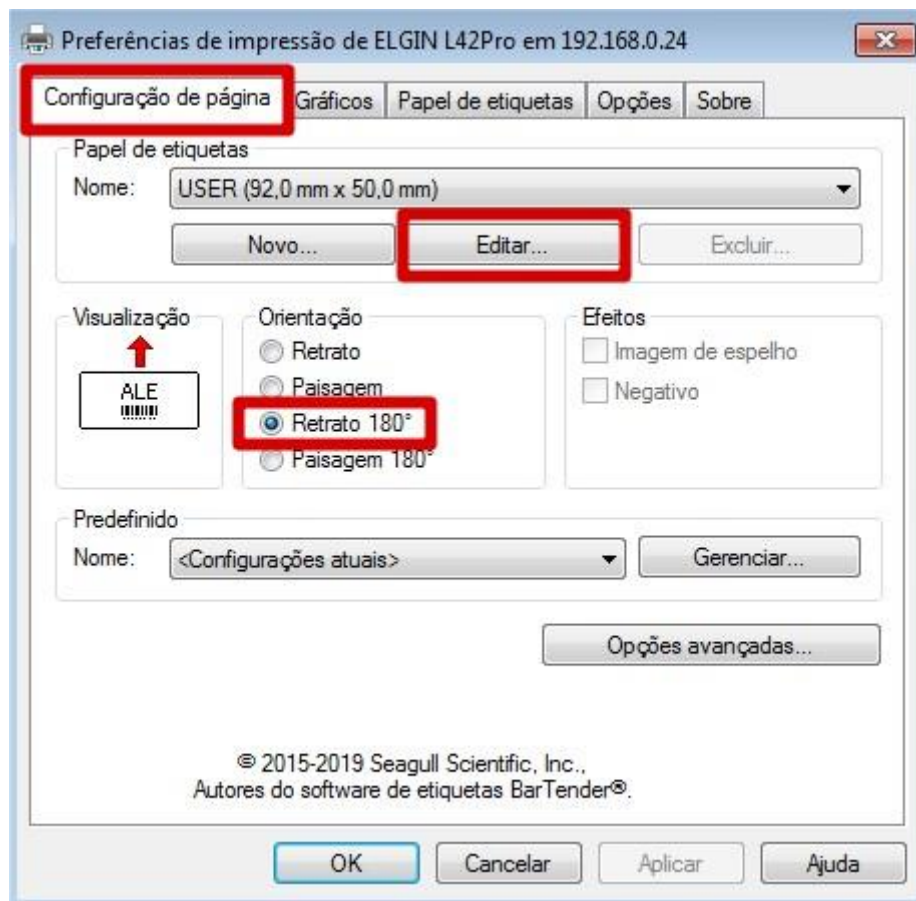 Preferências de impressão de ELGIN L42Pro em 192.168.0.24
Configuração de página Gráficos Papel de etiquetas Opções Sobre
Papel de etiquetas
Nome: USER (92,0 mm x 50,0 mm)
Novo... Editar... Excluir...
Visualização Orientação Efeitos
Retrato Imagem de espelho
ALE Paisagem Negativo
Retrato 180°
Paisagem 180°
Predefinido
Nome: <Configurações atuais> Gerenciar...
Opções avançadas...
© 2015-2019 Seagull Scientific, Inc.,
Autores do software de etiquetas BarTender®.
OK Cancelar Aplicar Ajuda